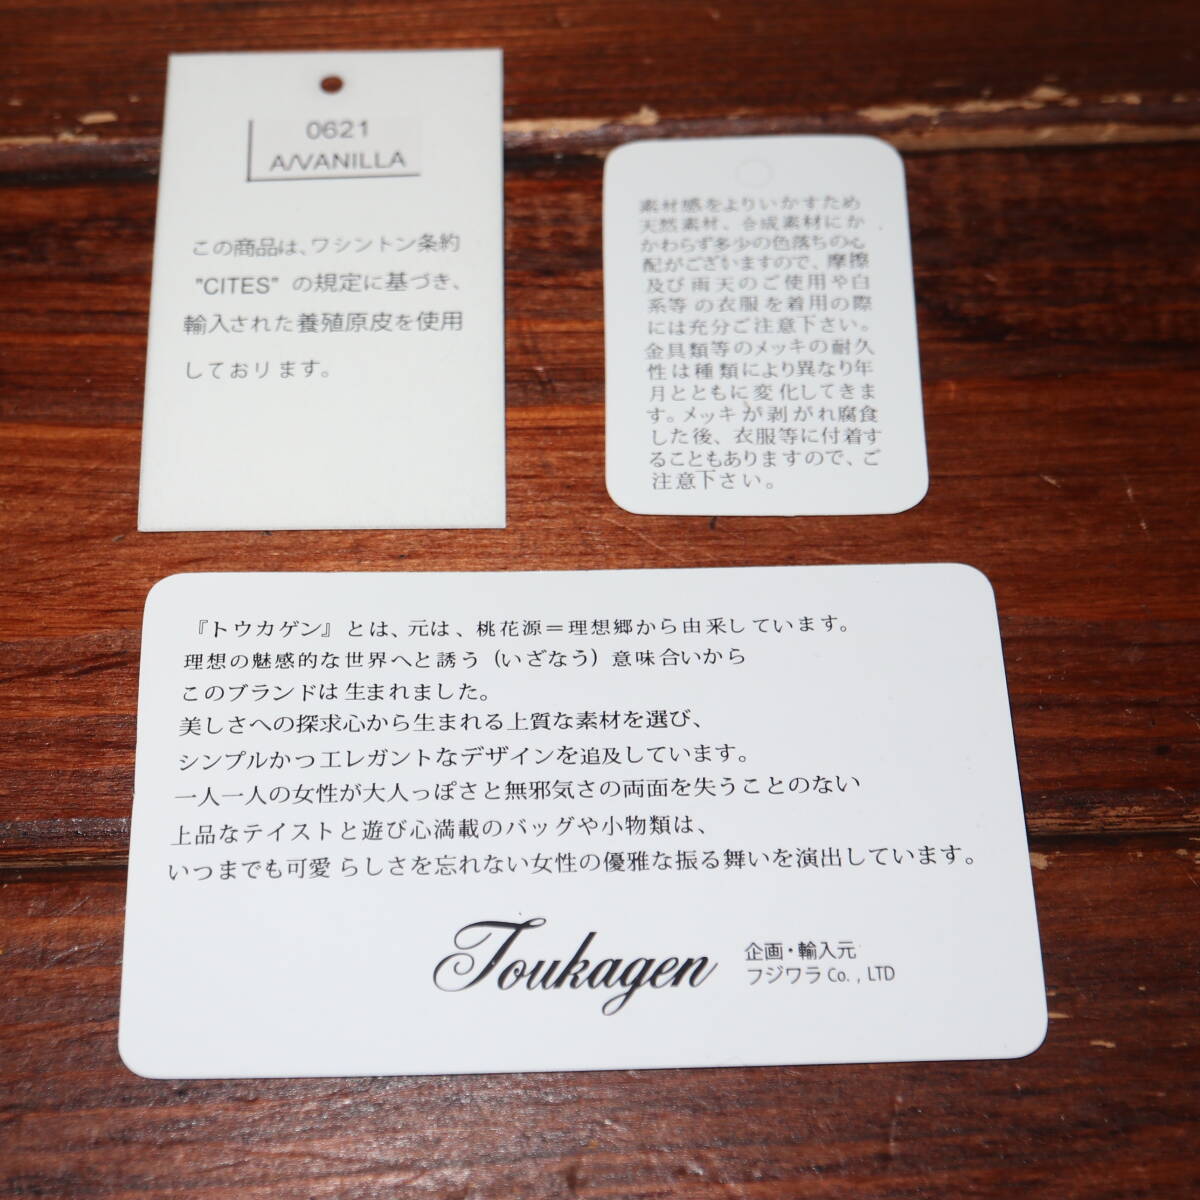 0621
A/VANILLA
この商品は、ワシントン条約
"CITES" の規定に基づき、
輸入された養殖原皮を使用
しております。
素材感をよりいかすため
天然素材、合成素材にか
かわらず多少の色落ちの心
配がございますので、摩擦
及び雨天のご使用や白
系等の衣服を着用の際
には充分ご注意下さい。
金具類等のメッキの耐久
性は種類により異なり年
月とともに変化してきま
す。メッキが剥がれ腐食
した後、衣服等に付着す
ることもありますので、ご
注意下さい。
『トウカゲン』とは、元は、桃花源＝理想郷から由来しています。
理想の魅感的な世界へと誘う（いざなう）意味合いから
このブランドは生まれました。
美しさへの探求心から生まれる上質な素材を選び、
シンプルかつエレガントなデザインを追及しています。
一人一人の女性が大人っぽさと無邪気さの両面を失うことのない
上品なテイストと遊び心満載のバッグや小物類は、
いつまでも可愛らしさを忘れない女性の優雅な振る舞いを演出しています。
Toukagen
企画・輸入元
フジワラ Co. , LTD